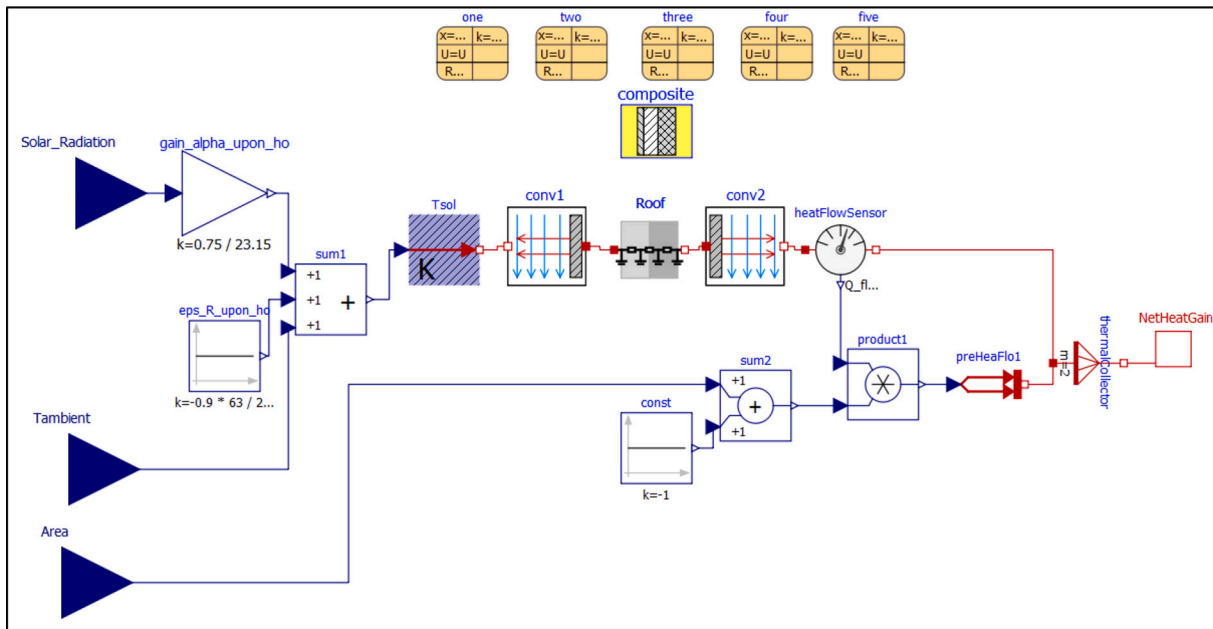 one two three four five
x=... k=... x=... k=... x=... k=... x=... k=... x=... k=...
U=U U=U U=U U=U U=U
R... R... R... R... R...
composite
Solar_Radiation gain_alpha_upon_ho
Tsol conv1 Roof conv2 heatFlowSensor
k=0.75 / 23.15
sum1
+1
K
Q_fl...
eps_R_upon_ho +1 +
+1
thermalCollector
NetHeatGain
product1
preHeaFlo1
m=2
sum2
+1
k=-0.9 * 63 / 2...
const
+
Tambient
+1
k=-1
Area